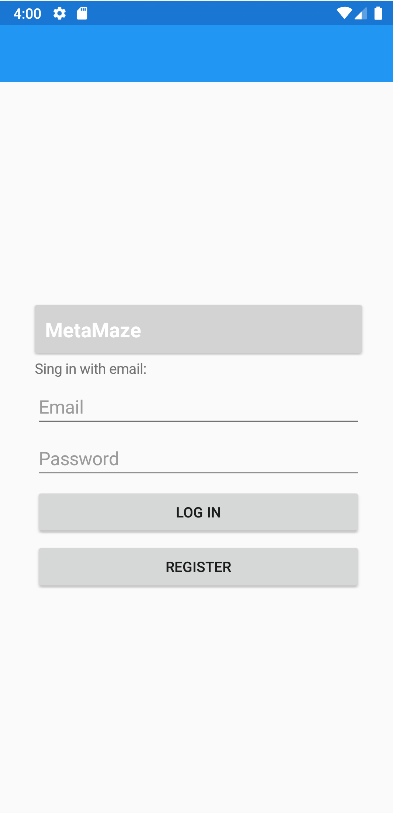 4:00
MetaMaze
Sing in with email:
Email
Password
LOG IN
REGISTER